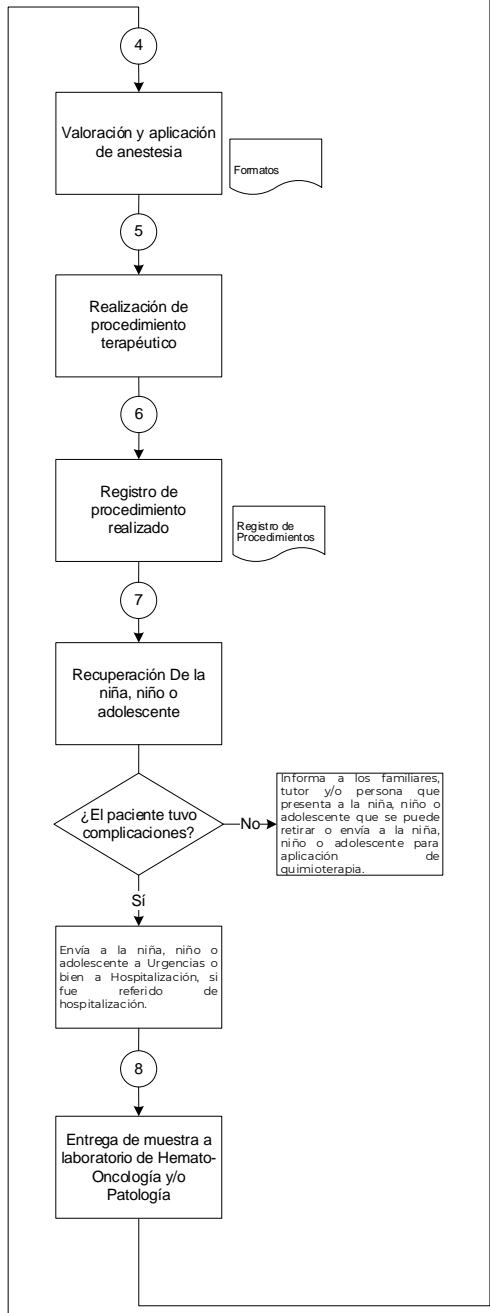 4
Valoración y aplicación
de anestesia
Formatos
5
Realización de
procedimiento
terapéutico
6
Registro de
procedimiento
realizado
Registro de
Procedimientos
7
Recuperación De la
niña, niño o
adolescente
¿El paciente tuvo
complicaciones?
No
Informa a los familiares,
tutor y/o persona que
presenta a la niña, niño o
adolescente que se puede
retirar o envía a la niña,
niño o adolescente para
aplicación de
quimioterapia.
Sí
Envía a la niña, niño o
adolescente a Urgencias o
bien a Hospitalización, si
fue referido de
hospitalización.
8
Entrega de muestra a
laboratorio de Hemato-
Oncología y/o
Patología